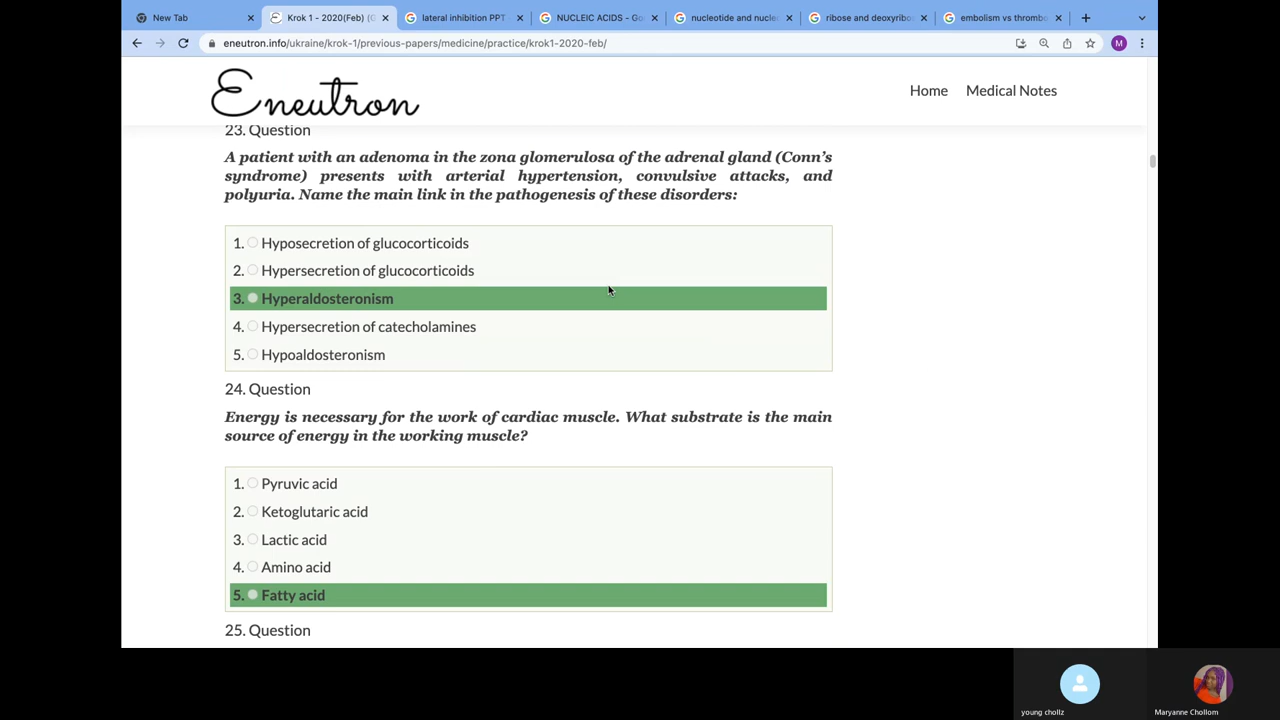 New Tab
Krok 1 - 2020(Feb) (G
lateral inhibition PPT
NUCLEIC ACIDS - Go
nucleotide and nucle
ribose and deoxyribo
embolism vs thrombo
eneutron.info/ukraine/krok-1/previous-papers/medicine/practice/krok1-2020-feb/
M
Eneutron
Home
Medical Notes
23. Question
A patient with an adenoma in the zona glomerulosa of the adrenal gland (Conn's
syndrome) presents with arterial hypertension, convulsive attacks, and
polyuria. Name the main link in the pathogenesis of these disorders:
1. Hyposecretion of glucocorticoids
2. Hypersecretion of glucocorticoids
3. Hyperaldosteronism
4. Hypersecretion of catecholamines
5. Hypoaldosteronism
24. Question
Energy is necessary for the work of cardiac muscle. What substrate is the main
source of energy in the working muscle?
1. Pyruvic acid
2. Ketoglutaric acid
3. Lactic acid
4. Amino acid
5. Fatty acid
25. Question
young chollz
Maryanne Chollom